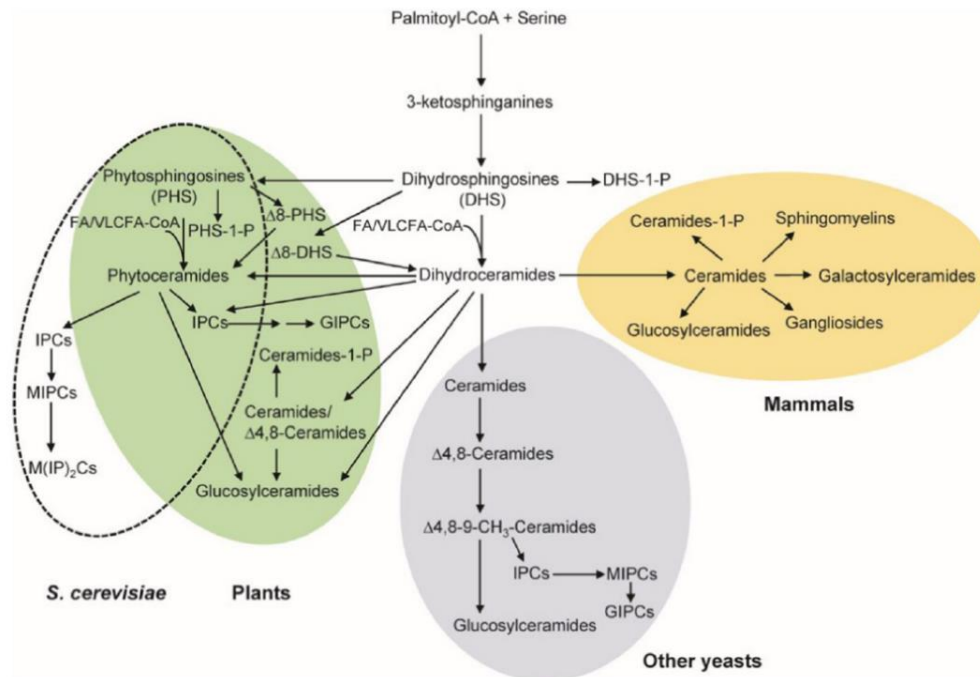 Palmitoyl-CoA + Serine
3-ketosphinganines
Phytosphingosines
(PHS)
Dihydrosphingosines
(DHS)
DHS-1-P
FA/VLCFA-CoA
PHS-1-P
Δ8-PHS
Δ8-DHS
FA/VLCFA-CoA
Phytoceramides
Dihydroceramides
Ceramides-1-P
Sphingomyelins
Ceramides
Galactosylceramides
Glucosylceramides
Gangliosides
Mammals
IPCs
GIPCs
IPCs
MIPCs
M(IP)₂Cs
Ceramides-1-P
Ceramides/
Δ4,8-Ceramides
Glucosylceramides
S. cerevisiae
Plants
Ceramides
Δ4,8-Ceramides
Δ4,8-9-CH₃-Ceramides
IPCs
MIPCs
GIPCs
Glucosylceramides
Other yeasts